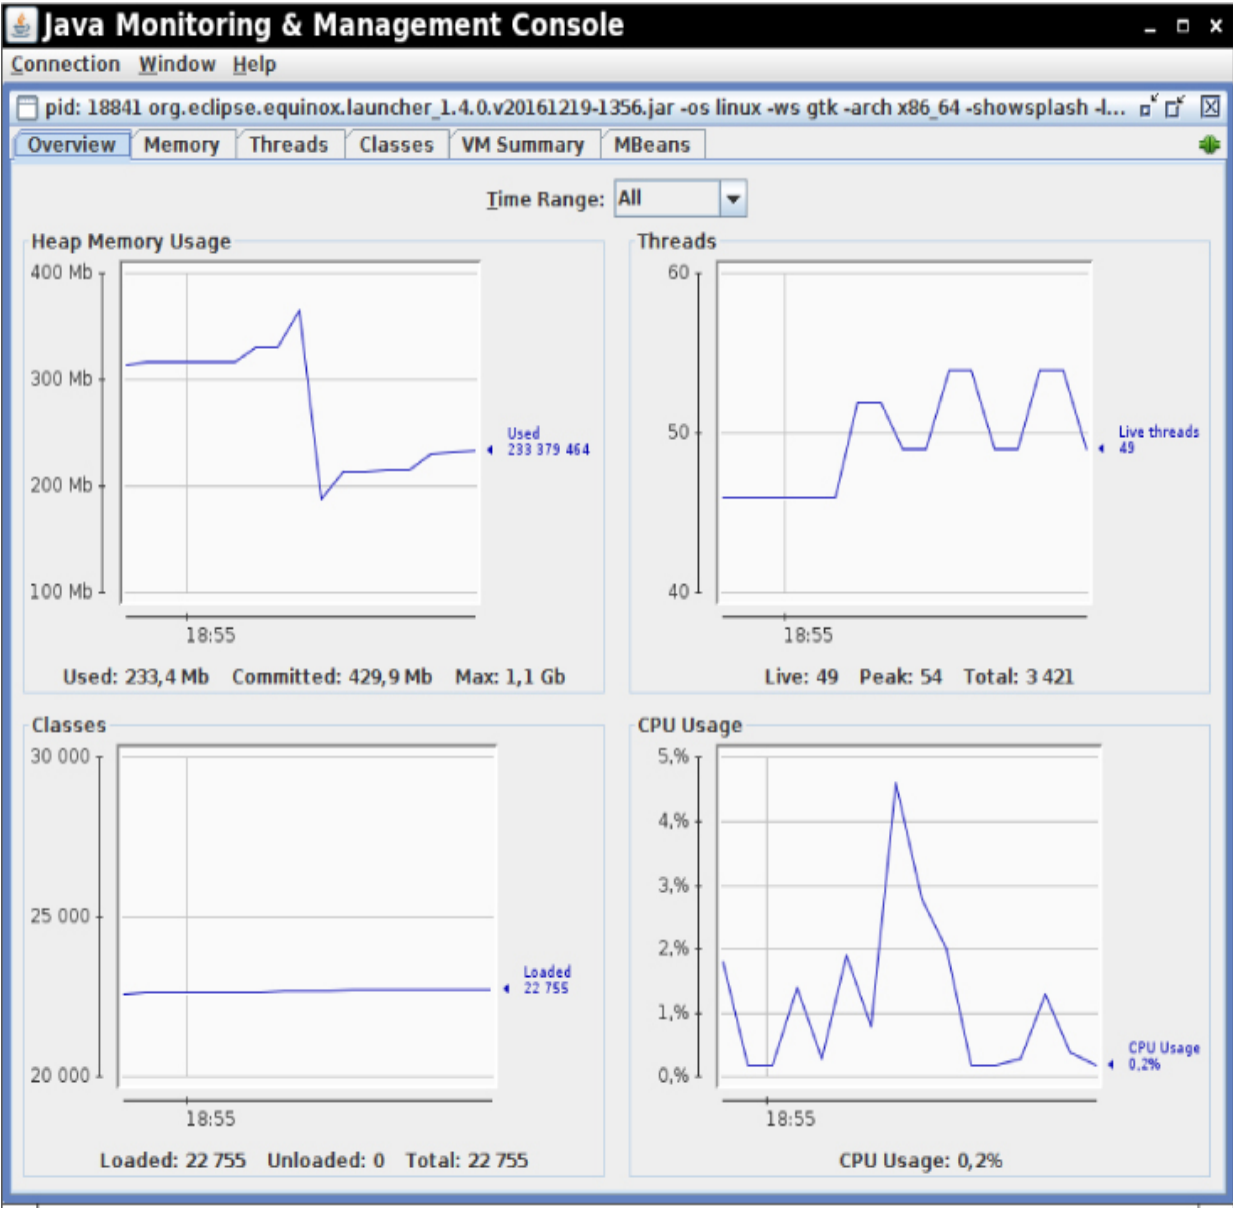 Java Monitoring & Management Console
Connection Window Help
pid: 18841 org.eclipse.equinox.launcher_1.4.0.v20161219-1356.jar -os linux -ws gtk -arch x86_64 -showsplash -l...
Overview Memory Threads Classes VM Summary MBeans
Time Range: All
Heap Memory Usage
400 Mb
300 Mb
200 Mb
100 Mb
Used
233 379 464
18:55
Used: 233,4 Mb Committed: 429,9 Mb Max: 1,1 Gb
Threads
60
50
40
Live threads
49
18:55
Live: 49 Peak: 54 Total: 3 421
Classes
30 000
25 000
20 000
Loaded
22 755
18:55
Loaded: 22 755 Unloaded: 0 Total: 22 755
CPU Usage
5,%
4,%
3,%
2,%
1,%
0,%
CPU Usage
0,2%
18:55
CPU Usage: 0,2%